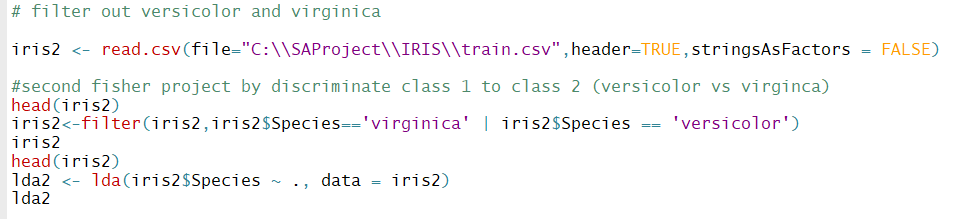 # filter out versicolor and virginica
iris2 <- read.csv(file="C:\\SAProject\\IRIS\\train.csv",header=TRUE,stringsAsFactors = FALSE)
#second fisher project by discriminate class 1 to class 2 (versicolor vs virginca)
head(iris2)
iris2<-filter(iris2,iris2$Species=='virginica' | iris2$Species == 'versicolor')
iris2
head(iris2)
lda2 <- lda(iris2$Species ~ ., data = iris2)
lda2